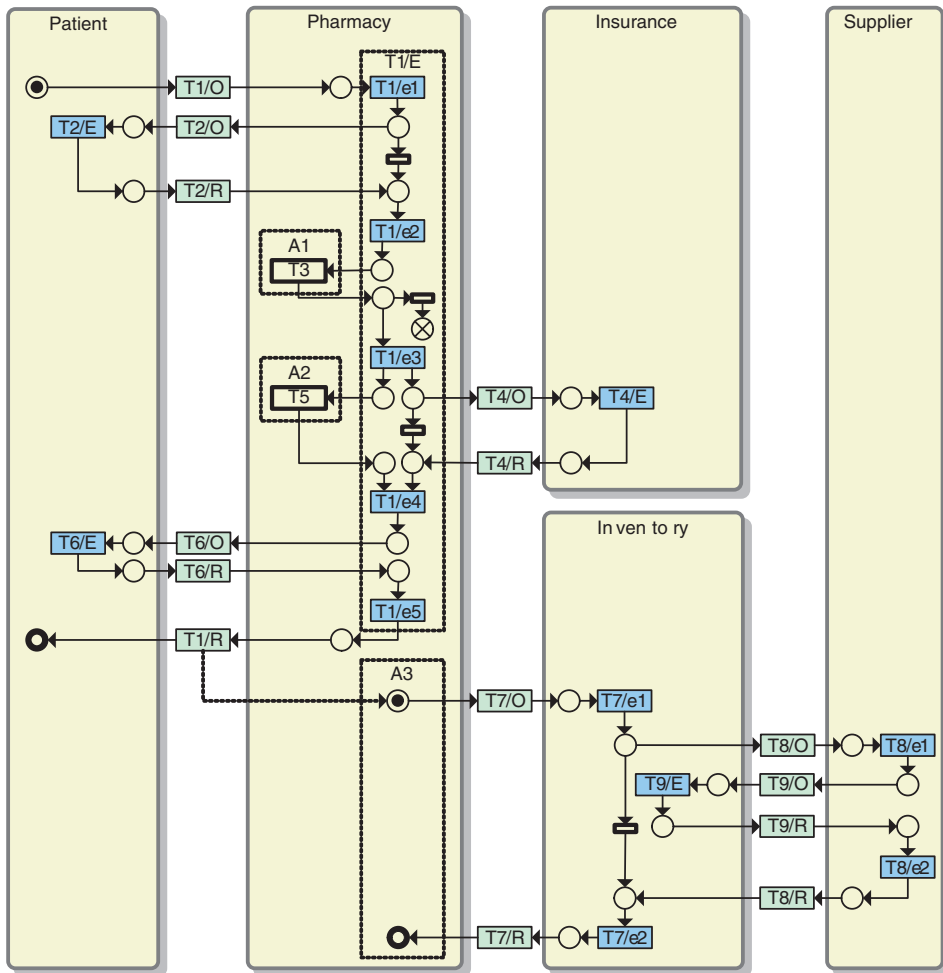 Patient
Pharmacy
Insurance
Supplier
T1/E
T1/O
T1/e1
T2/E
T2/O
T2/R
T1/e2
A1
T3
T1/e3
A2
T5
T4/O
T4/E
T4/R
T1/e4
In ven to ry
T6/E
T6/O
T6/R
T1/e5
T1/R
A3
T7/O
T7/e1
T8/O
T8/e1
T9/E
T9/O
T9/R
T8/e2
T8/R
T7/R
T7/e2